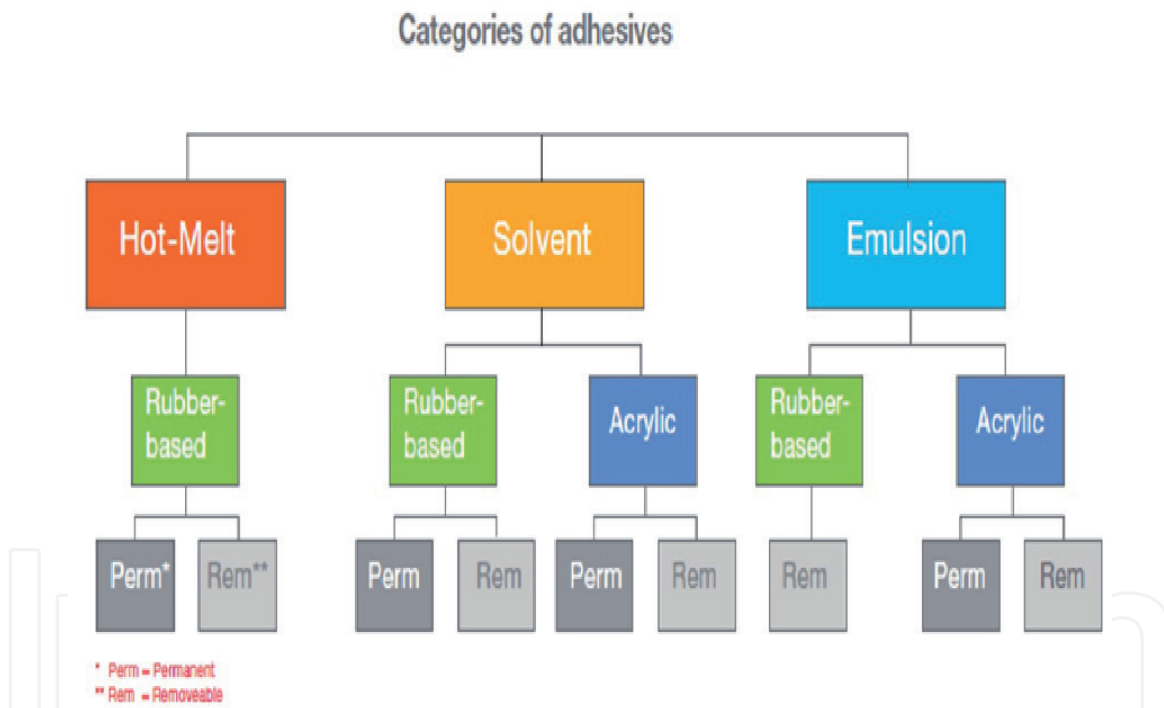 Categories of adhesives
Hot-Melt
Solvent
Emulsion
Rubber-
based
Rubber-
based
Acrylic
Rubber-
based
Acrylic
Perm*
Rem**
Perm
Rem
Perm
Rem
Rem
Perm
Rem
* Perm = Permanent
** Rem = Removeable